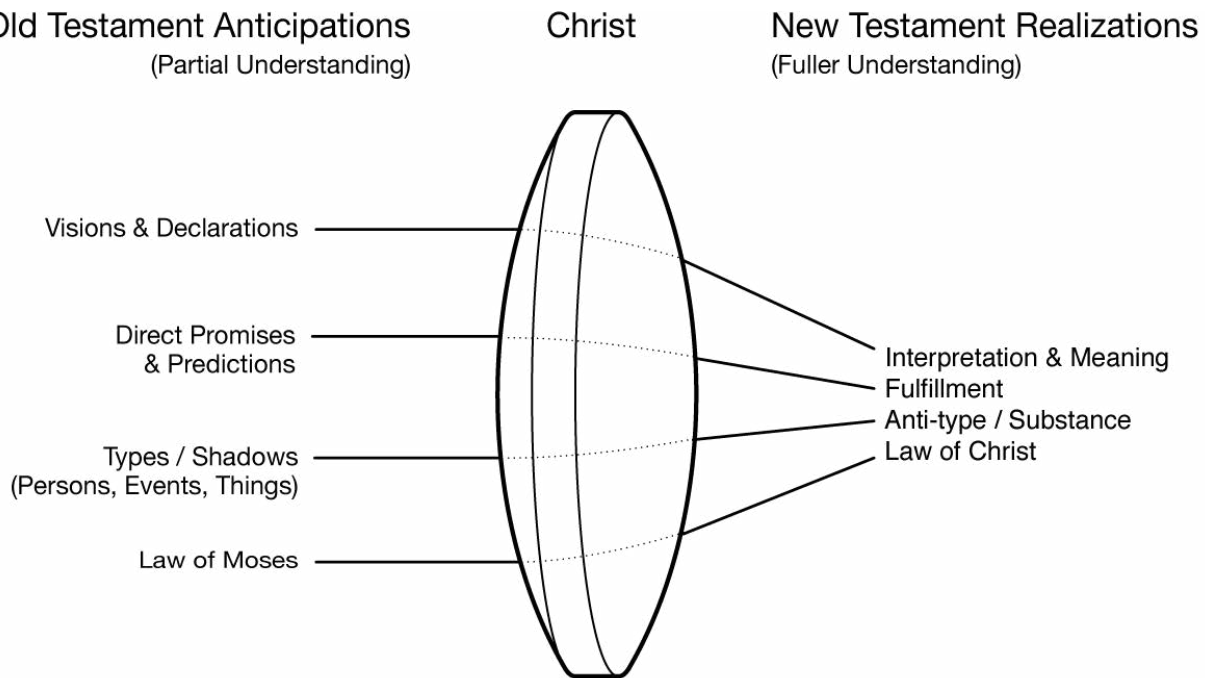 Old Testament Anticipations
(Partial Understanding)
Christ
New Testament Realizations
(Fuller Understanding)
Visions & Declarations
Direct Promises
& Predictions
Types / Shadows
(Persons, Events, Things)
Law of Moses
Interpretation & Meaning
Fulfillment
Anti-type / Substance
Law of Christ